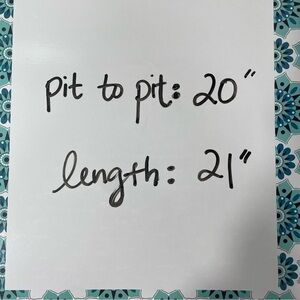 pit to pit: 20"
length: 21"